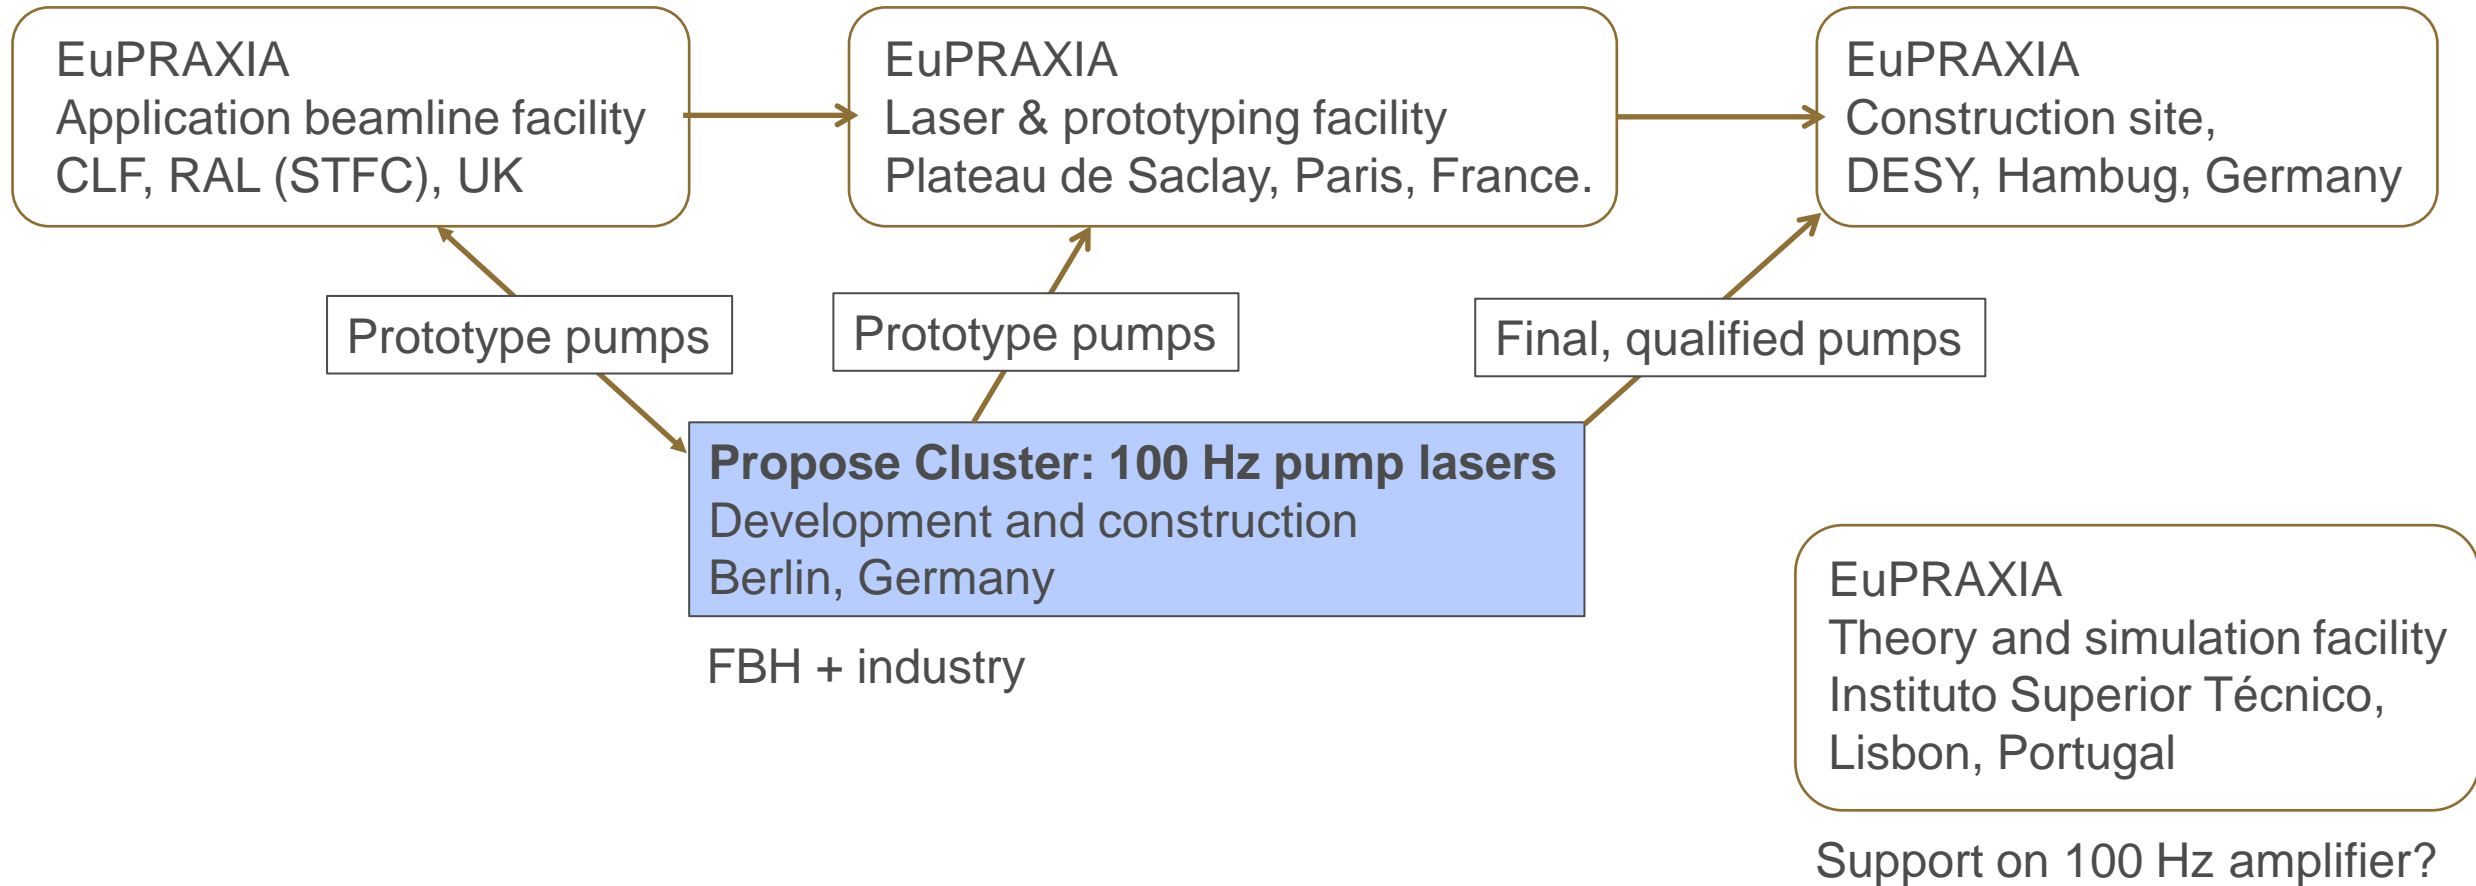 EuPRAXIA
Application beamline facility
CLF, RAL (STFC), UK
EuPRAXIA
Laser & prototyping facility
Plateau de Saclay, Paris, France.
EuPRAXIA
Construction site,
DESY, Hambug, Germany
Prototype pumps
Prototype pumps
Final, qualified pumps
Propose Cluster: 100 Hz pump lasers
Development and construction
Berlin, Germany
FBH + industry
EuPRAXIA
Theory and simulation facility
Instituto Superior Técnico,
Lisbon, Portugal
Support on 100 Hz amplifier?